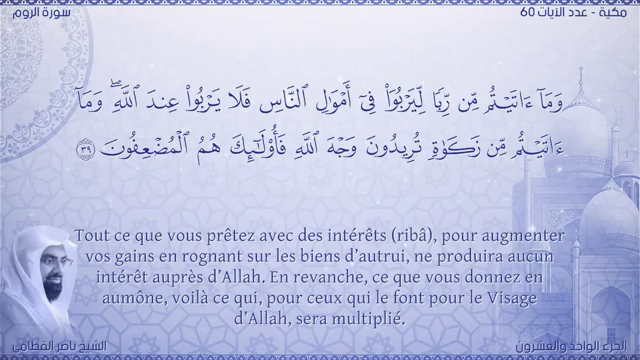 سورة الروم
مكية - عدد الآيات 60
وَمَآ ءَاتَيْتُم مِّن رِّبًا لِّيَرْبُوَا۟ فِىٓ أَمْوَٰلِ ٱلنَّاسِ فَلَا يَرْبُوا۟ عِندَ ٱللَّهِ ۖ وَمَآ
ءَاتَيْتُم مِّن زَكَوٰةٍ تُرِيدُونَ وَجْهَ ٱللَّهِ فَأُو۟لَٰٓئِكَ هُمُ ٱلْمُضْعِفُونَ ٣٩
Tout ce que vous prêtez avec des intérêts (ribâ), pour augmenter
vos gains en rognant sur les biens d’autrui, ne produira aucun
intérêt auprès d’Allah. En revanche, ce que vous donnez en
aumône, voilà ce qui, pour ceux qui le font pour le Visage
d’Allah, sera multiplié.
الشيخ ناصر القطامي
الجزء الواحد والعشرون